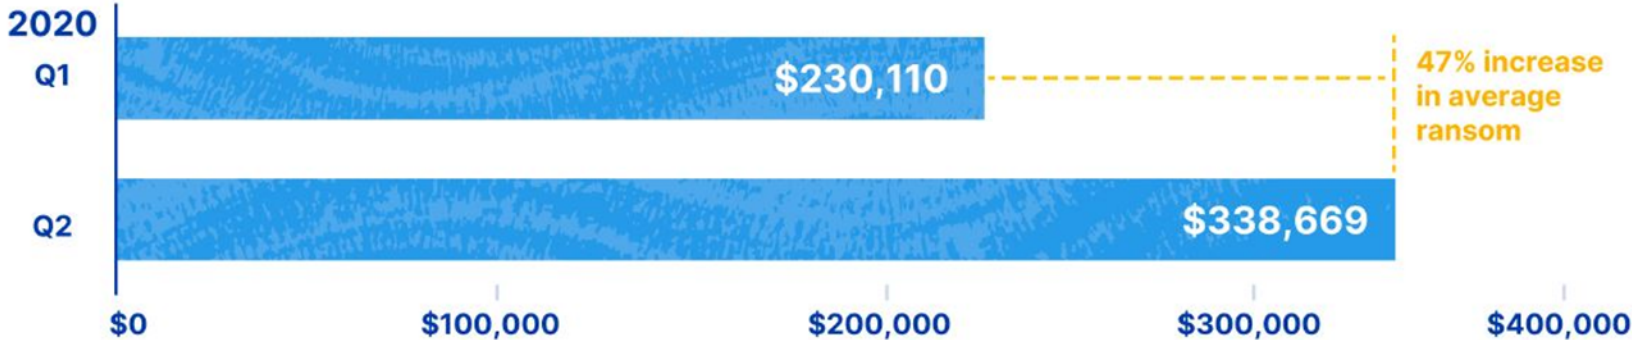 2020
Q1
$230,110
47% increase
in average
ransom
Q2
$338,669
$0
$100,000
$200,000
$300,000
$400,000